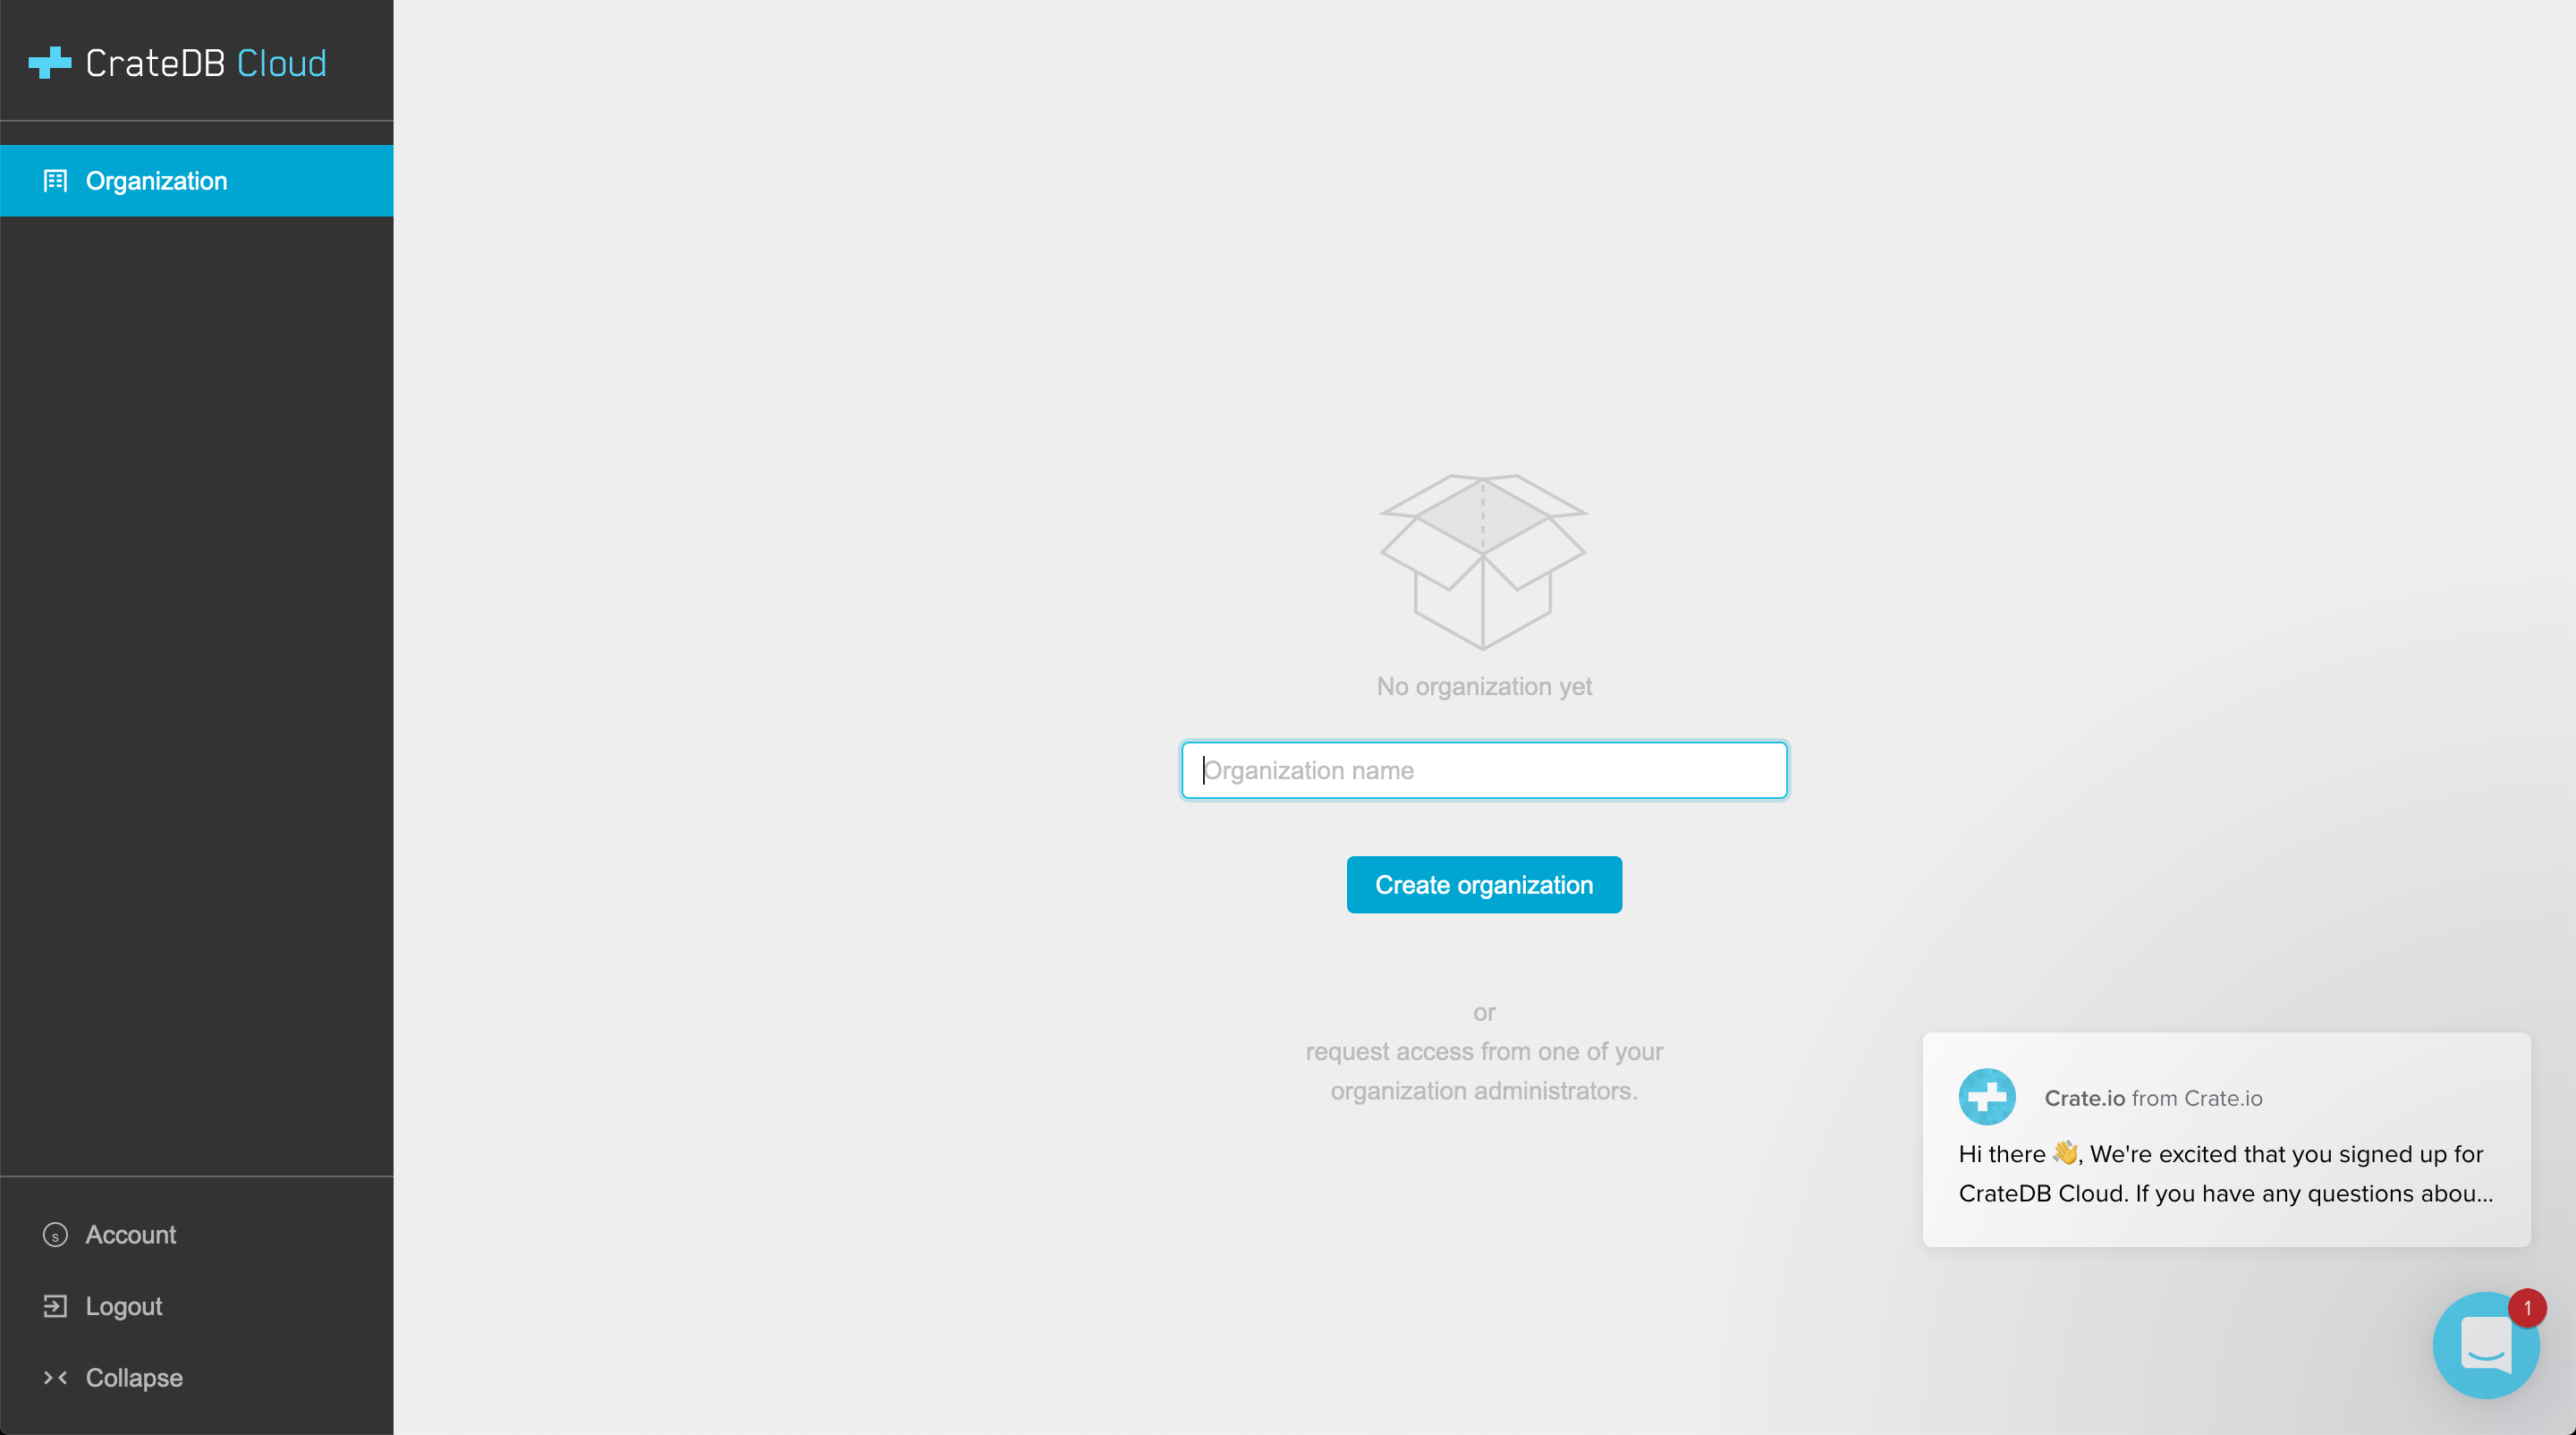 CrateDB Cloud
Organization
No organization yet
Organization name
Create organization
or
request access from one of your
organization administrators.
Crate.io from Crate.io
Hi there 👋, We're excited that you signed up for
CrateDB Cloud. If you have any questions abou...
1
s
Account
Logout
Collapse